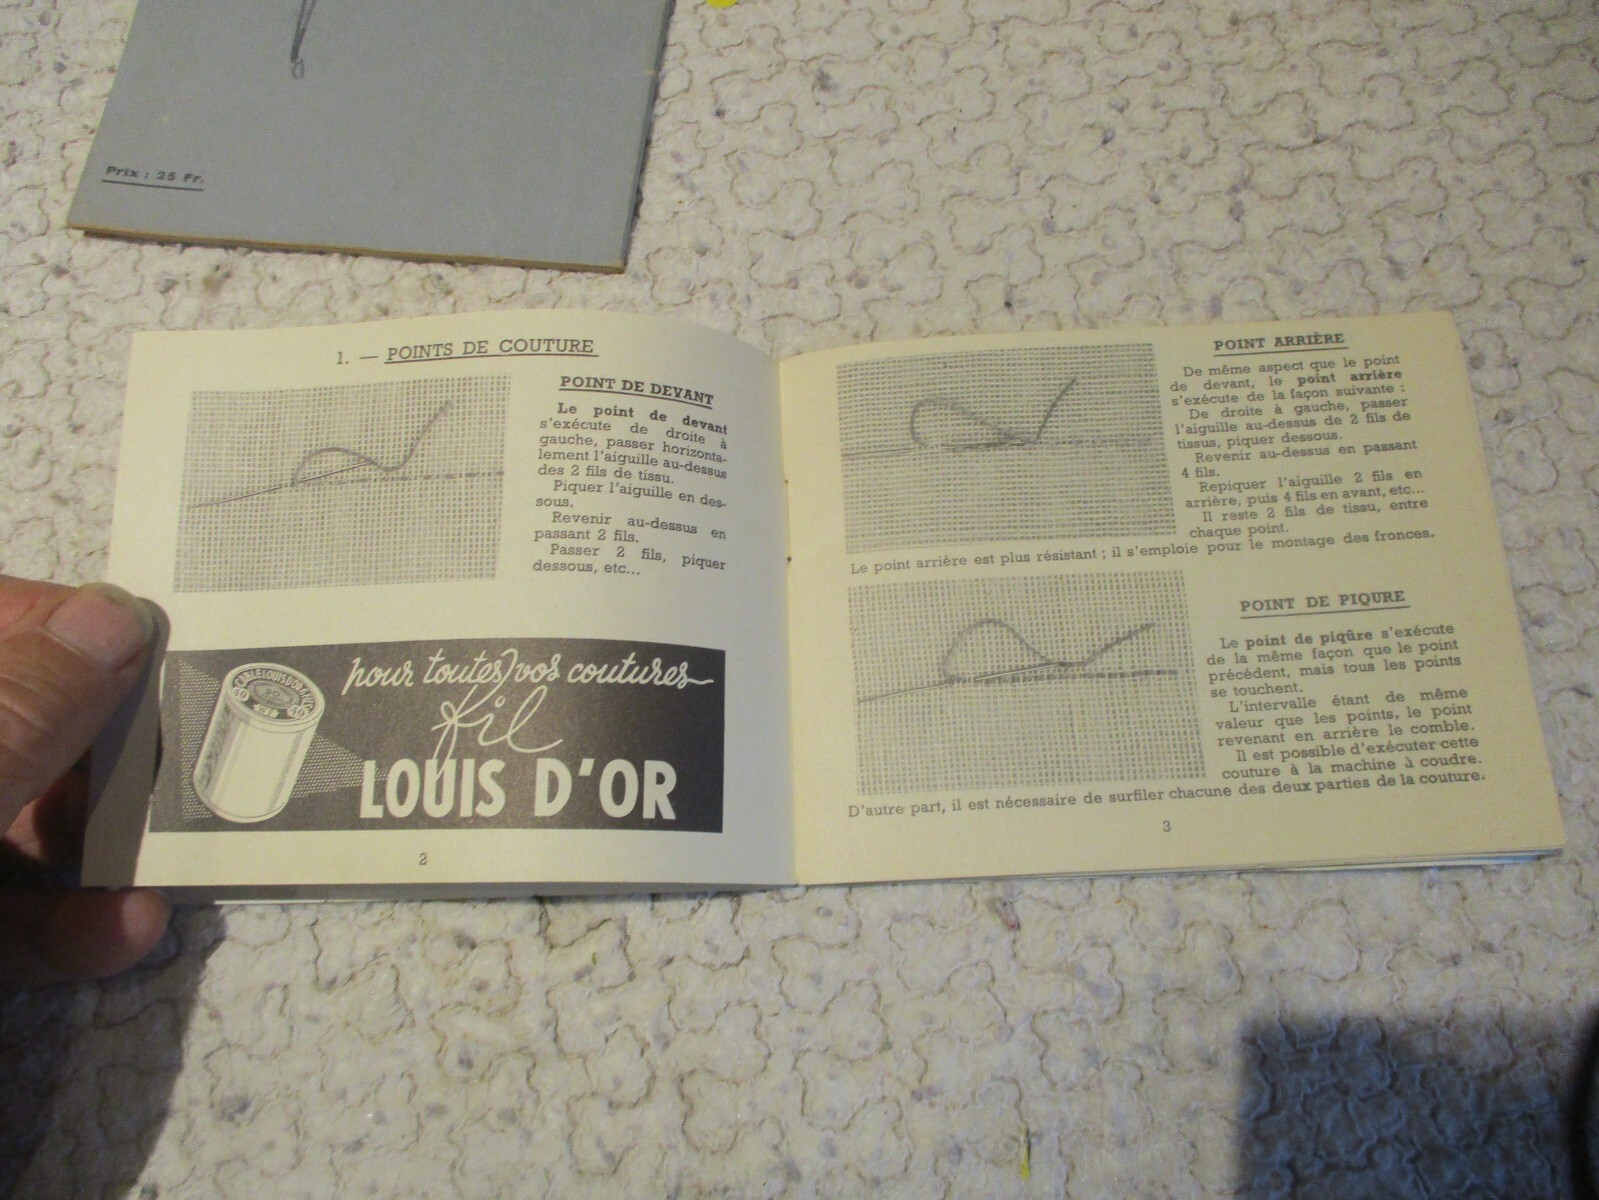 Prix : 25 Fr.
1. — POINTS DE COUTURE
POINT DE DEVANT
Le point de devant
s'exécute de droite à
gauche, passer horizonta-
lement l'aiguille au-dessus
des 2 fils de tissu.
Piquer l'aiguille en des-
sous.
Revenir au-dessus en
passant 2 fils.
Passer 2 fils, piquer
dessous, etc...
pour toutes vos coutures
fil
LOUIS D'OR
40
40
2
POINT ARRIÈRE
De même aspect que le point
de devant, le point arrière
s'exécute de la façon suivante :
De droite à gauche, passer
l'aiguille au-dessus de 2 fils de
tissus, piquer dessous.
Revenir au-dessus en passant
4 fils.
Repiquer l'aiguille 2 fils en
arrière, puis 4 fils en avant, etc...
Il reste 2 fils de tissu, entre
chaque point.
Le point arrière est plus résistant ; il s'emploie pour le montage des fronces.
POINT DE PIQURE
Le point de piqûre s'exécute
de la même façon que le point
précédent, mais tous les points
se touchent.
L'intervalle étant de même
valeur que les points, le point
revenant en arrière le comble.
Il est possible d'exécuter cette
couture à la machine à coudre.
D'autre part, il est nécessaire de surfiler chacune des deux parties de la couture.
3